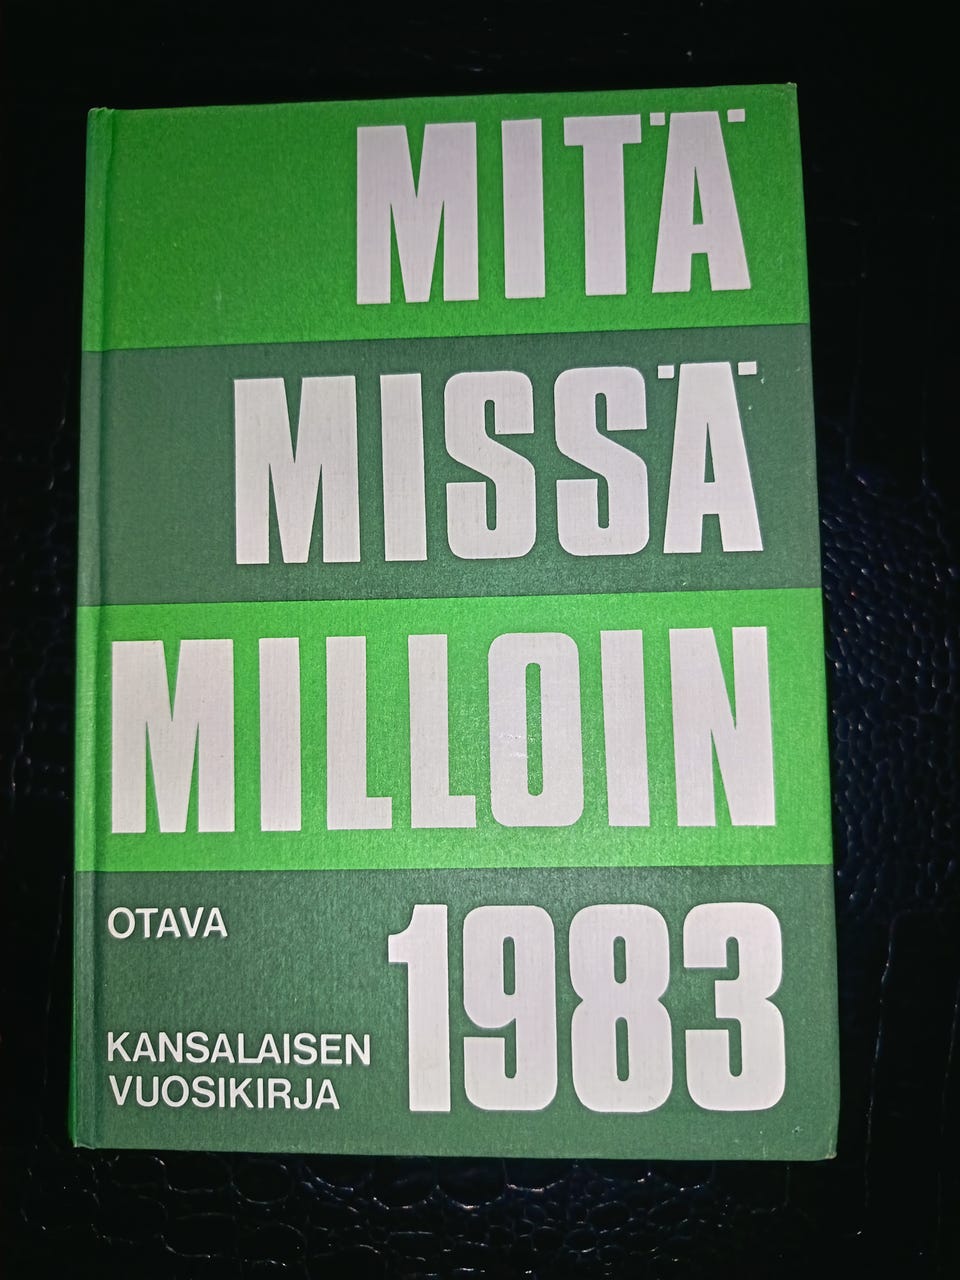 MITÄ
MISSÄ
MILLOIN
OTAVA
1983
KANSALAISEN
VUOSIKIRJA